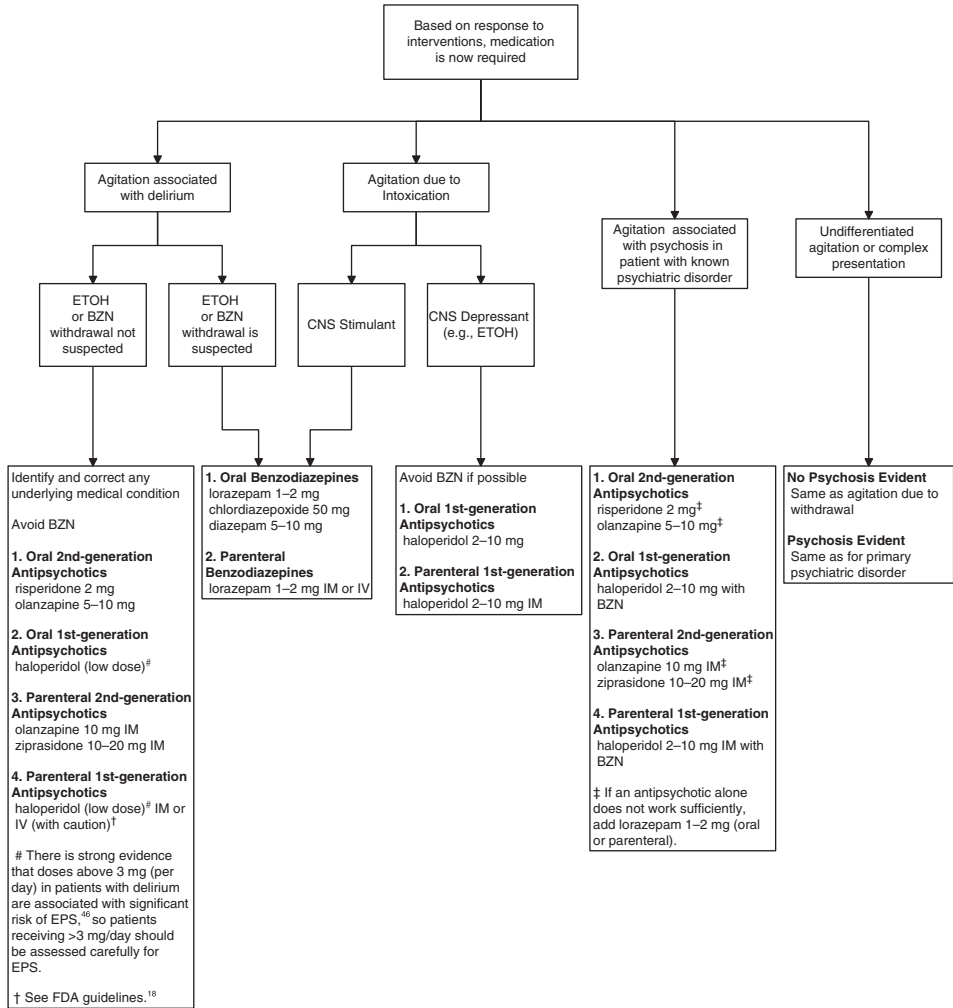 Based on response to
interventions, medication
is now required
Agitation associated
with delirium
Agitation due to
Intoxication
Agitation associated
with psychosis in
patient with known
psychiatric disorder
Undifferentiated
agitation or complex
presentation
ETOH
or BZN
withdrawal not
suspected
ETOH
or BZN
withdrawal is
suspected
CNS Stimulant
CNS Depressant
(e.g., ETOH)
Identify and correct any
underlying medical condition
Avoid BZN
1. Oral 2nd-generation
Antipsychotics
risperidone 2 mg
olanzapine 5–10 mg
2. Oral 1st-generation
Antipsychotics
haloperidol (low dose)#
3. Parenteral 2nd-generation
Antipsychotics
olanzapine 10 mg IM
ziprasidone 10–20 mg IM
4. Parenteral 1st-generation
Antipsychotics
haloperidol (low dose)# IM or
IV (with caution)†
# There is strong evidence
that doses above 3 mg (per
day) in patients with delirium
are associated with significant
risk of EPS,46 so patients
receiving >3 mg/day should
be assessed carefully for
EPS.
† See FDA guidelines.18
1. Oral Benzodiazepines
lorazepam 1–2 mg
chlordiazepoxide 50 mg
diazepam 5–10 mg
2. Parenteral
Benzodiazepines
lorazepam 1–2 mg IM or IV
Avoid BZN if possible
1. Oral 1st-generation
Antipsychotics
haloperidol 2–10 mg
2. Parenteral 1st-generation
Antipsychotics
haloperidol 2–10 mg IM
1. Oral 2nd-generation
Antipsychotics
risperidone 2 mg‡
olanzapine 5–10 mg‡
2. Oral 1st-generation
Antipsychotics
haloperidol 2–10 mg with
BZN
3. Parenteral 2nd-generation
Antipsychotics
olanzapine 10 mg IM‡
ziprasidone 10–20 mg IM‡
4. Parenteral 1st-generation
Antipsychotics
haloperidol 2–10 mg IM with
BZN
‡ If an antipsychotic alone
does not work sufficiently,
add lorazepam 1–2 mg (oral
or parenteral).
No Psychosis Evident
Same as agitation due to
withdrawal
Psychosis Evident
Same as for primary
psychiatric disorder